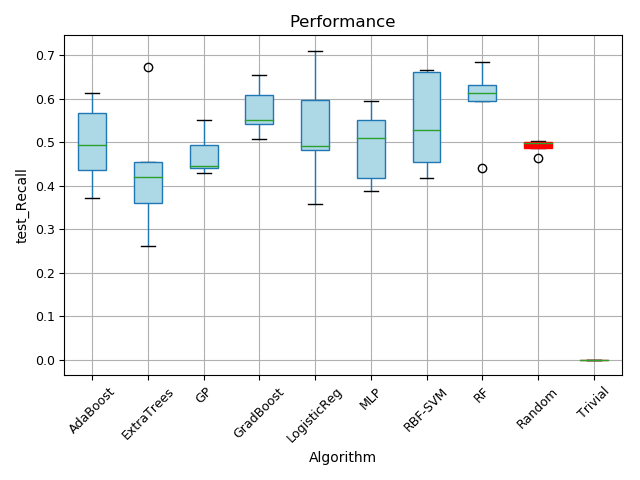 Performance
test_Recall
0.7
0.6
0.5
0.4
0.3
0.2
0.1
0.0
AdaBoost
ExtraTrees
GP
GradBoost
LogisticReg
MLP
RBF-SVM
RF
Random
Trivial
Algorithm